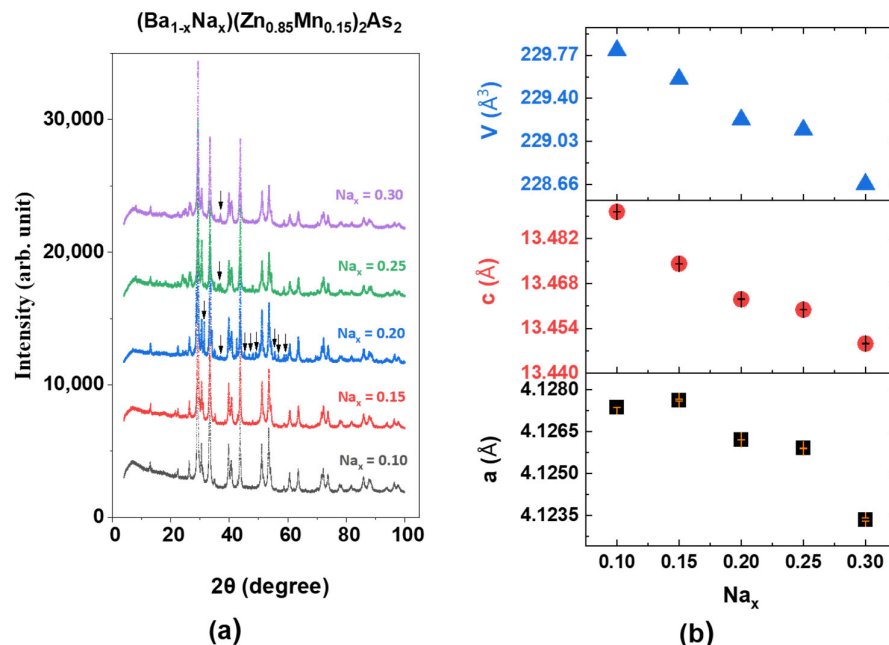 (Ba₁₋ₓNaₓ)(Zn₀.₈₅Mn₀.₁₅)₂As₂
Intensity (arb. unit)
30,000
20,000
10,000
0
Naₓ = 0.30
Naₓ = 0.25
Naₓ = 0.20
Naₓ = 0.15
Naₓ = 0.10
0 20 40 60 80 100
2θ (degree)
(a)
V (Å³)
229.77
229.40
229.03
228.66
c (Å)
13.482
13.468
13.454
13.440
a (Å)
4.1280
4.1265
4.1250
4.1235
0.10 0.15 0.20 0.25 0.30
Naₓ
(b)